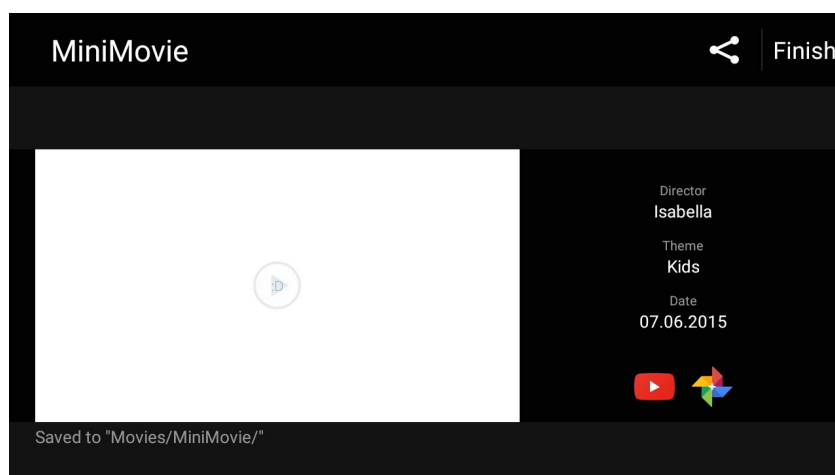 MiniMovie
Finish
:D
Director
Isabella
Theme
Kids
Date
07.06.2015
Saved to "Movies/MiniMovie/"